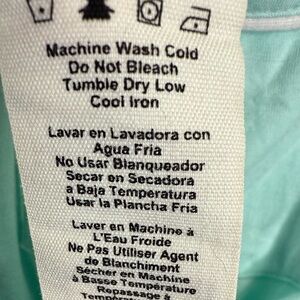 Machine Wash Cold
Do Not Bleach
Tumble Dry Low
Cool Iron
Lavar en Lavadora con
Agua Fria
No Usar Blanqueador
Secar en Secadora
a Baja Temperatura
Usar la Plancha Fria
Laver en Machine à
L'Eau Froide
Ne Pas Utiliser Agent
de Blanchiment
Sécher en Machine
à Basse Température
Repassage à
Température